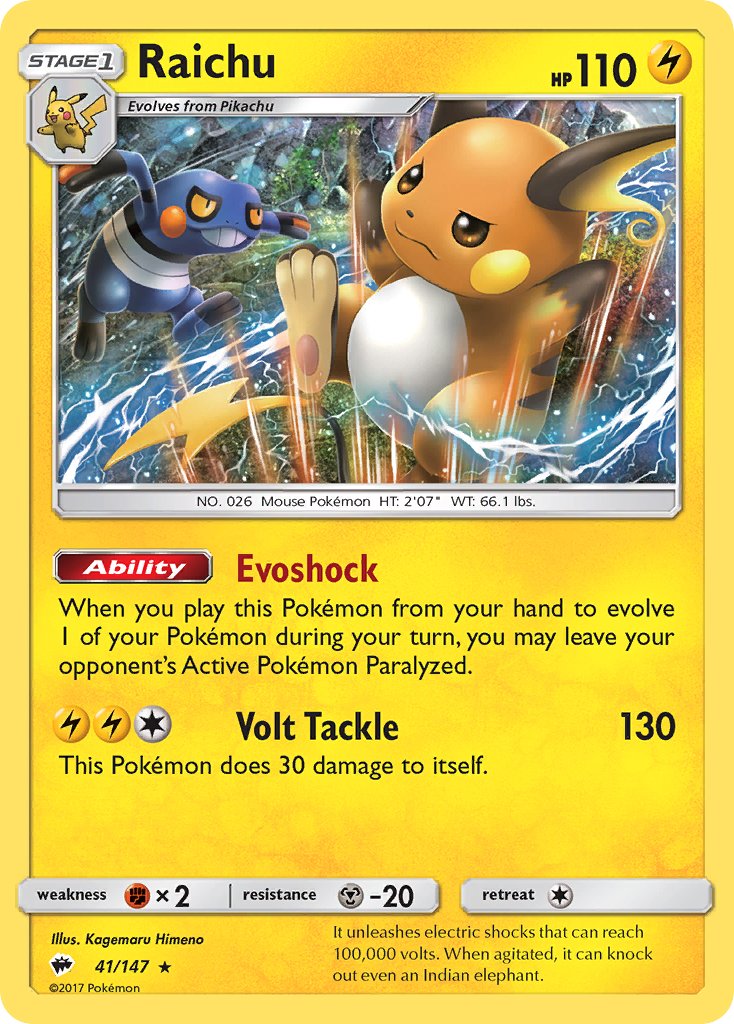 STAGE1
Raichu
HP 110
Evolves from Pikachu
NO. 026 Mouse Pokémon HT: 2'07" WT: 66.1 lbs.
Ability Evoshock
When you play this Pokémon from your hand to evolve
1 of your Pokémon during your turn, you may leave your
opponent's Active Pokémon Paralyzed.
Volt Tackle 130
This Pokémon does 30 damage to itself.
weakness ×2 resistance -20 retreat
Illus. Kagemaru Himeno
41/147 ★
©2017 Pokémon
It unleashes electric shocks that can reach
100,000 volts. When agitated, it can knock
out even an Indian elephant.